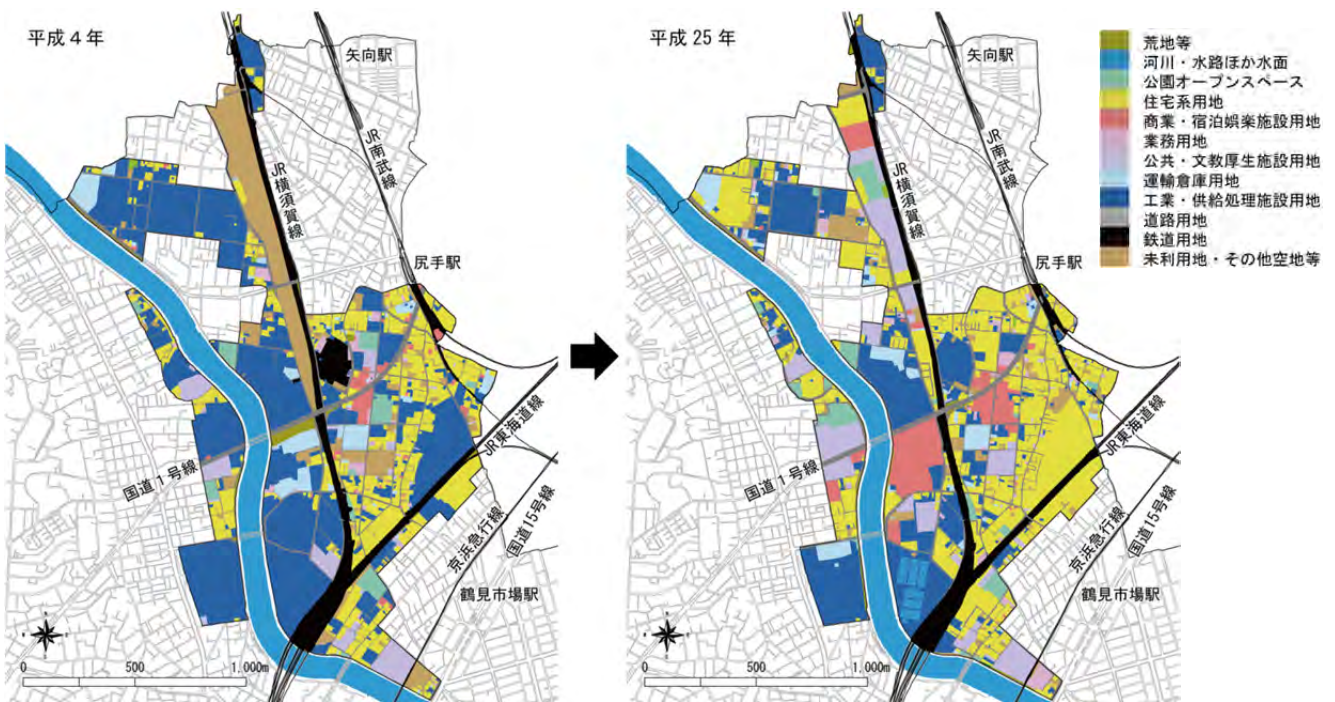 平成 4 年
矢向駅
JR南武線
JR横須賀線
尻手駅
JR東海道線
国道1号線
京浜急行線
国道15号線
鶴見市場駅
0 500 1,000m
平成 25 年
矢向駅
JR南武線
JR横須賀線
尻手駅
JR東海道線
国道1号線
京浜急行線
国道15号線
鶴見市場駅
0 500 1,000m
荒地等
河川・水路ほか水面
公園オープンスペース
住宅系用地
商業・宿泊娯楽施設用地
業務用地
公共・文教厚生施設用地
運輸倉庫用地
工業・供給処理施設用地
道路用地
鉄道用地
未利用地・その他空地等